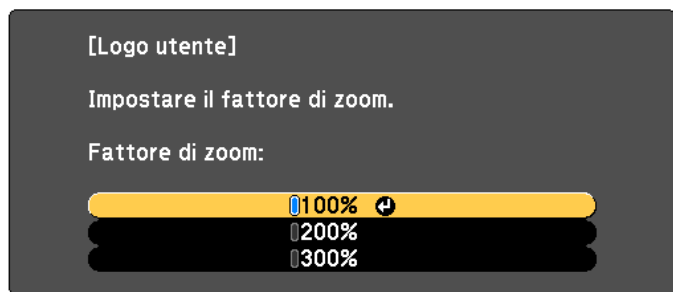 [Logo utente]
Impostare il fattore di zoom.
Fattore di zoom:
100%
200%
300%